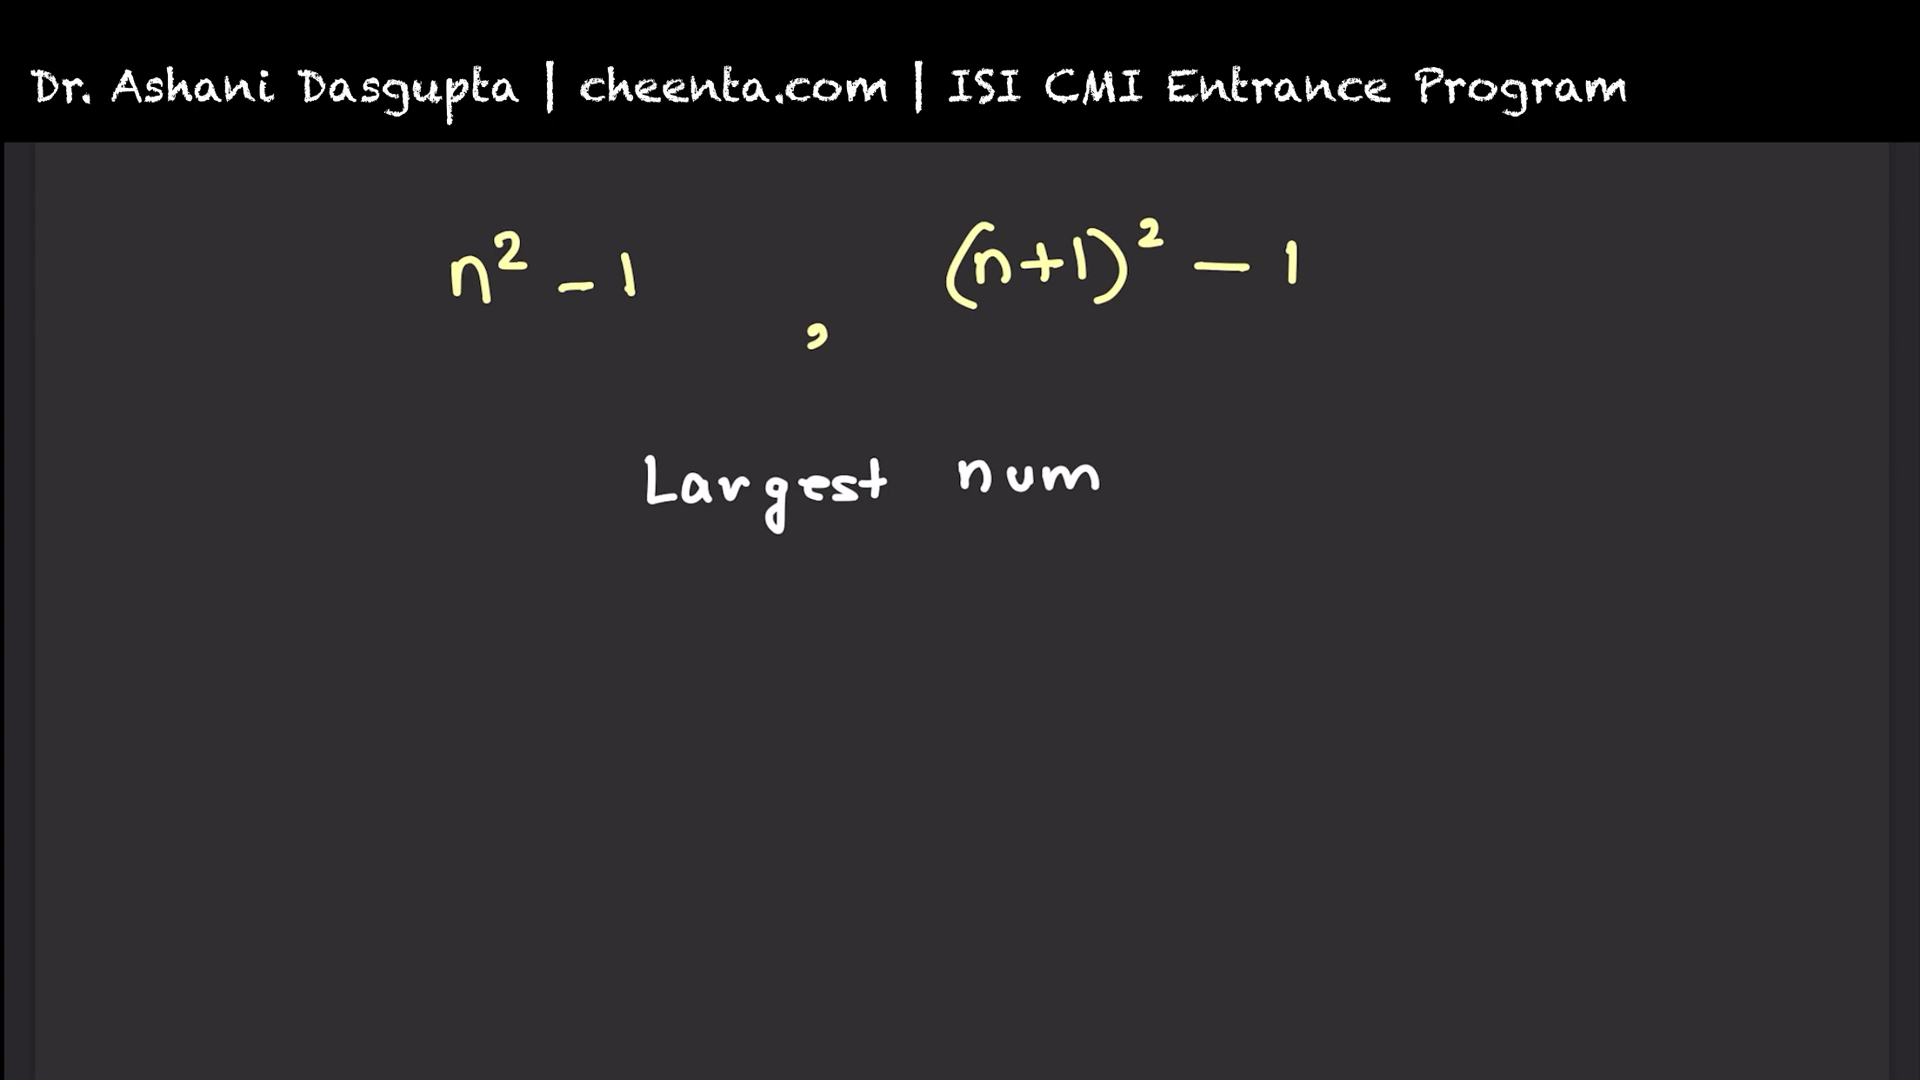 Dr. Ashani Dasgupta | cheenta.com | ISI CMI Entrance Program
n² - 1 , (n+1)² - 1
Largest num